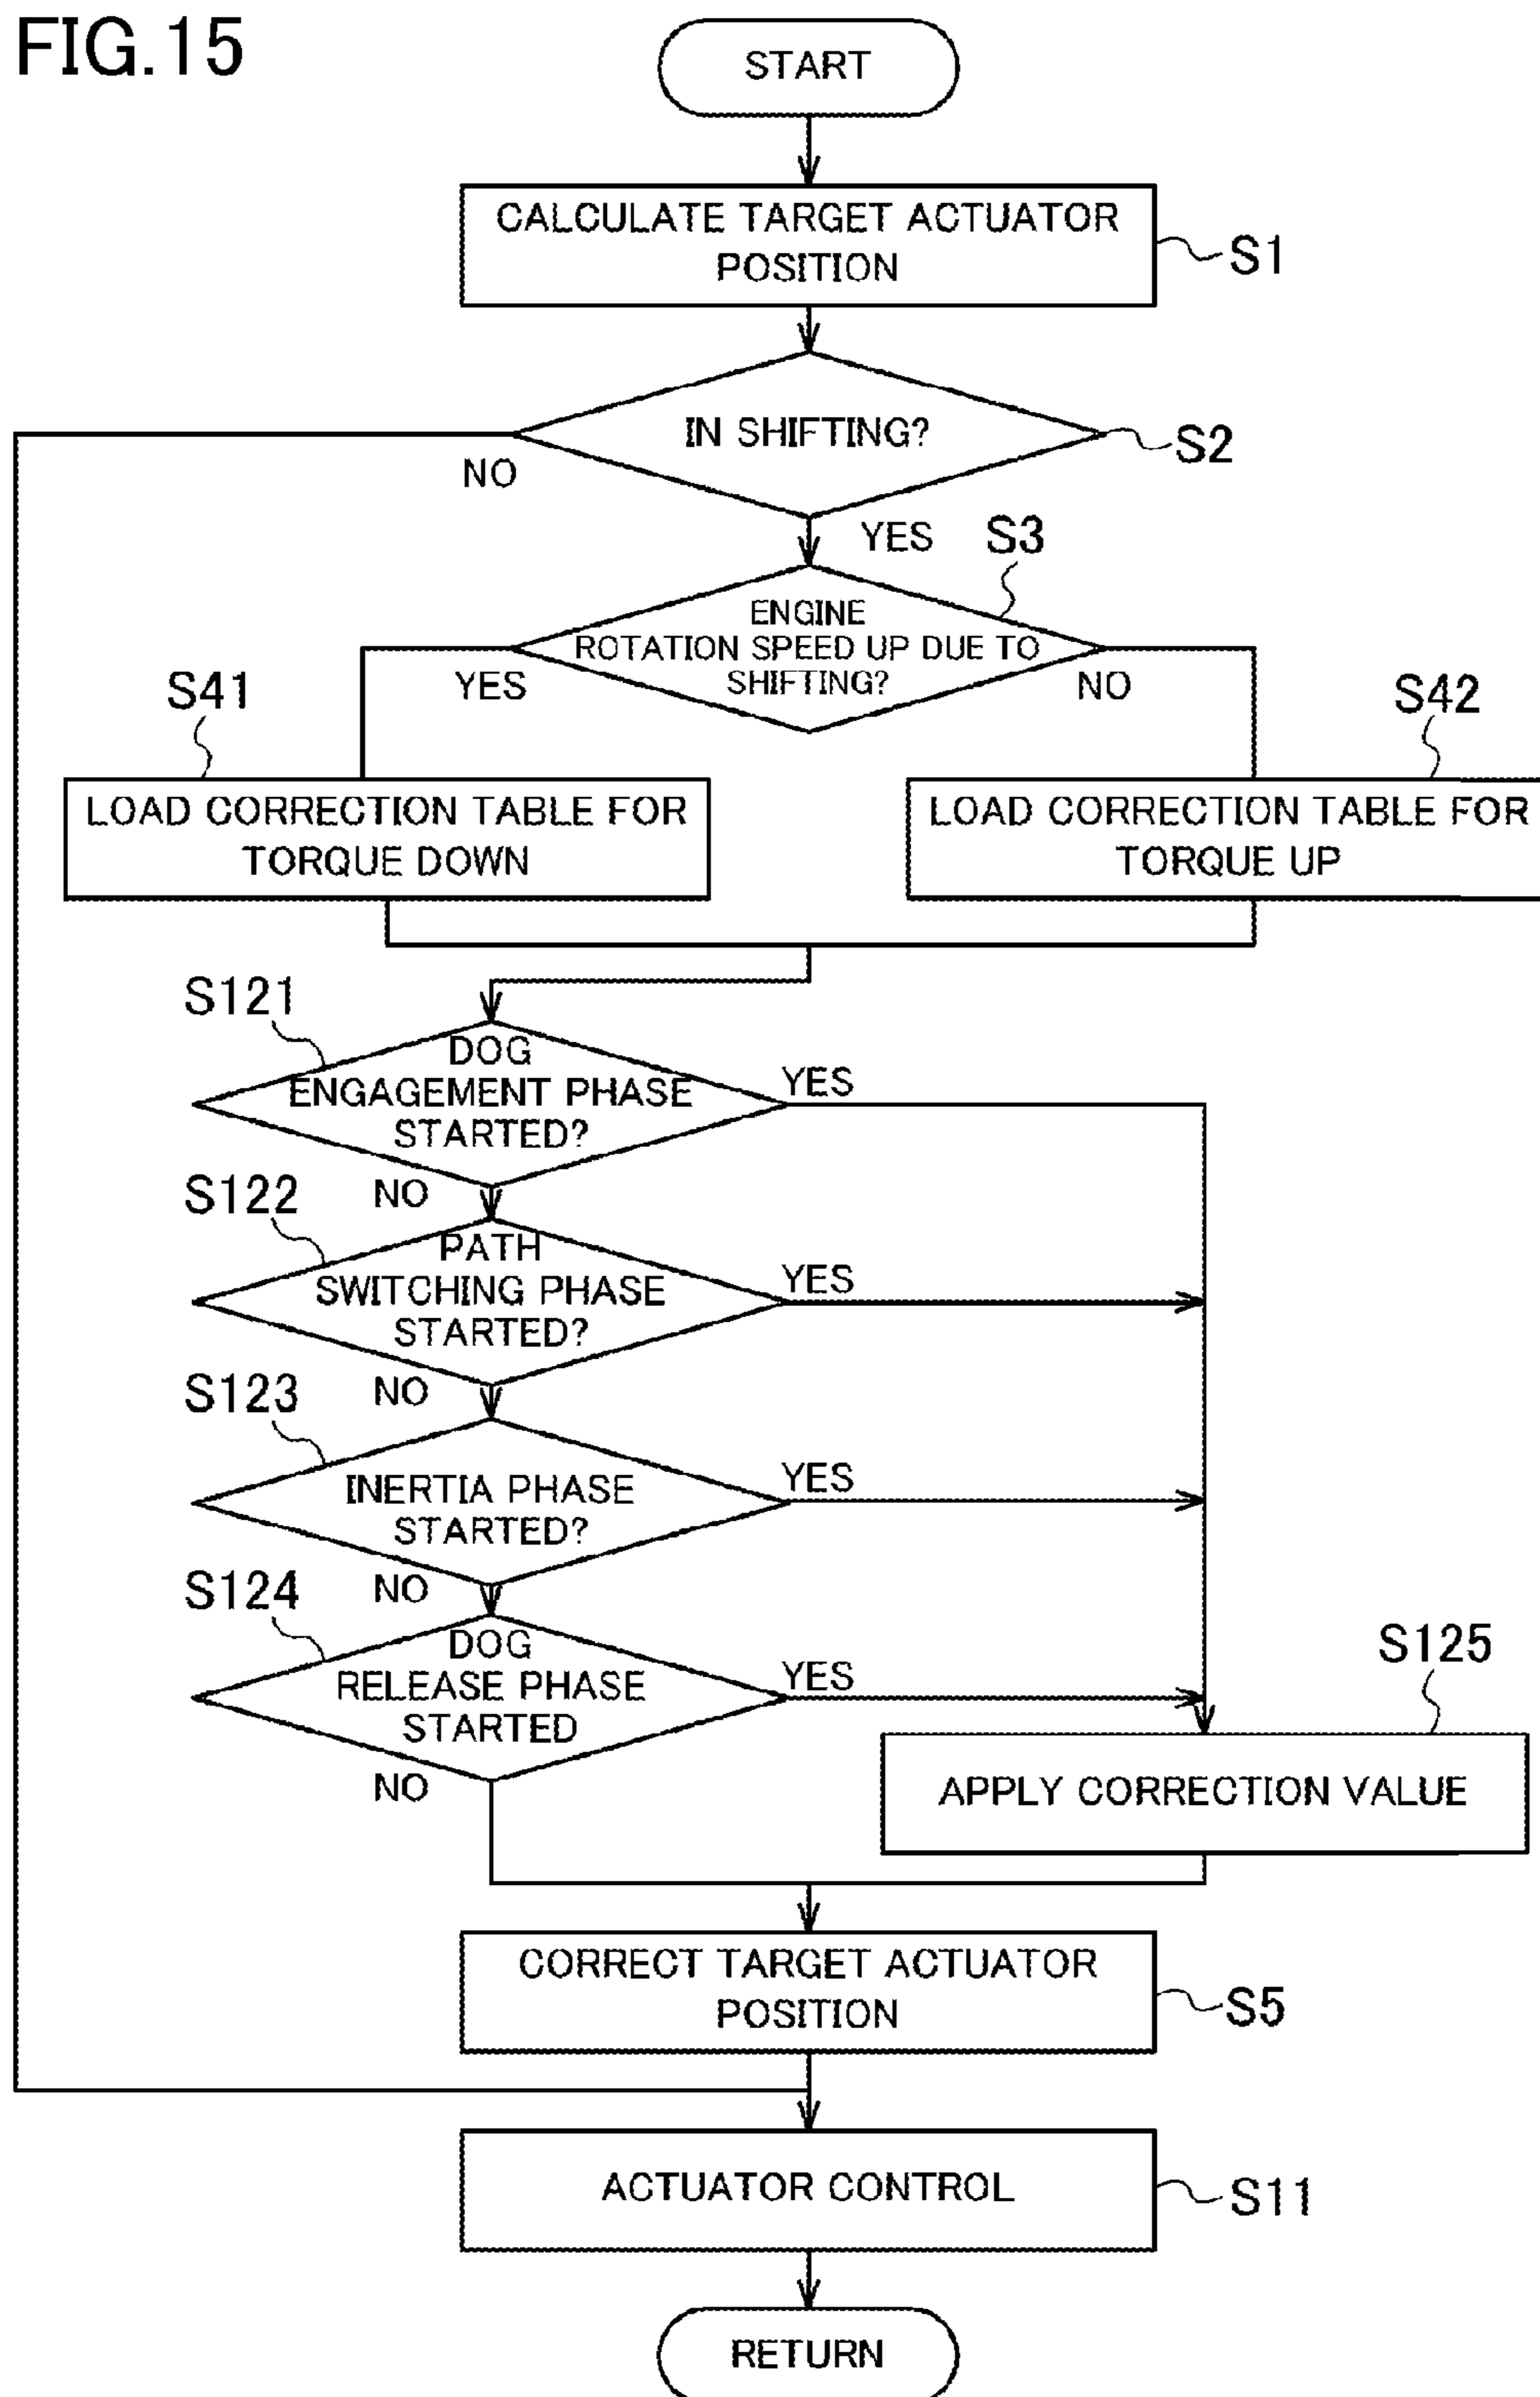 FIG.15
START
CALCULATE TARGET ACTUATOR
POSITION
S1
IN SHIFTING?
S2
NO
YES
S3
ENGINE
ROTATION SPEED UP DUE TO
SHIFTING?
YES
NO
S41
S42
LOAD CORRECTION TABLE FOR
TORQUE DOWN
LOAD CORRECTION TABLE FOR
TORQUE UP
S121
DOG
ENGAGEMENT PHASE
STARTED?
YES
NO
S122
PATH
SWITCHING PHASE
STARTED?
YES
NO
S123
INERTIA PHASE
STARTED?
YES
NO
S124
DOG
RELEASE PHASE
STARTED
YES
NO
S125
APPLY CORRECTION VALUE
CORRECT TARGET ACTUATOR
POSITION
S5
ACTUATOR CONTROL
S11
RETURN